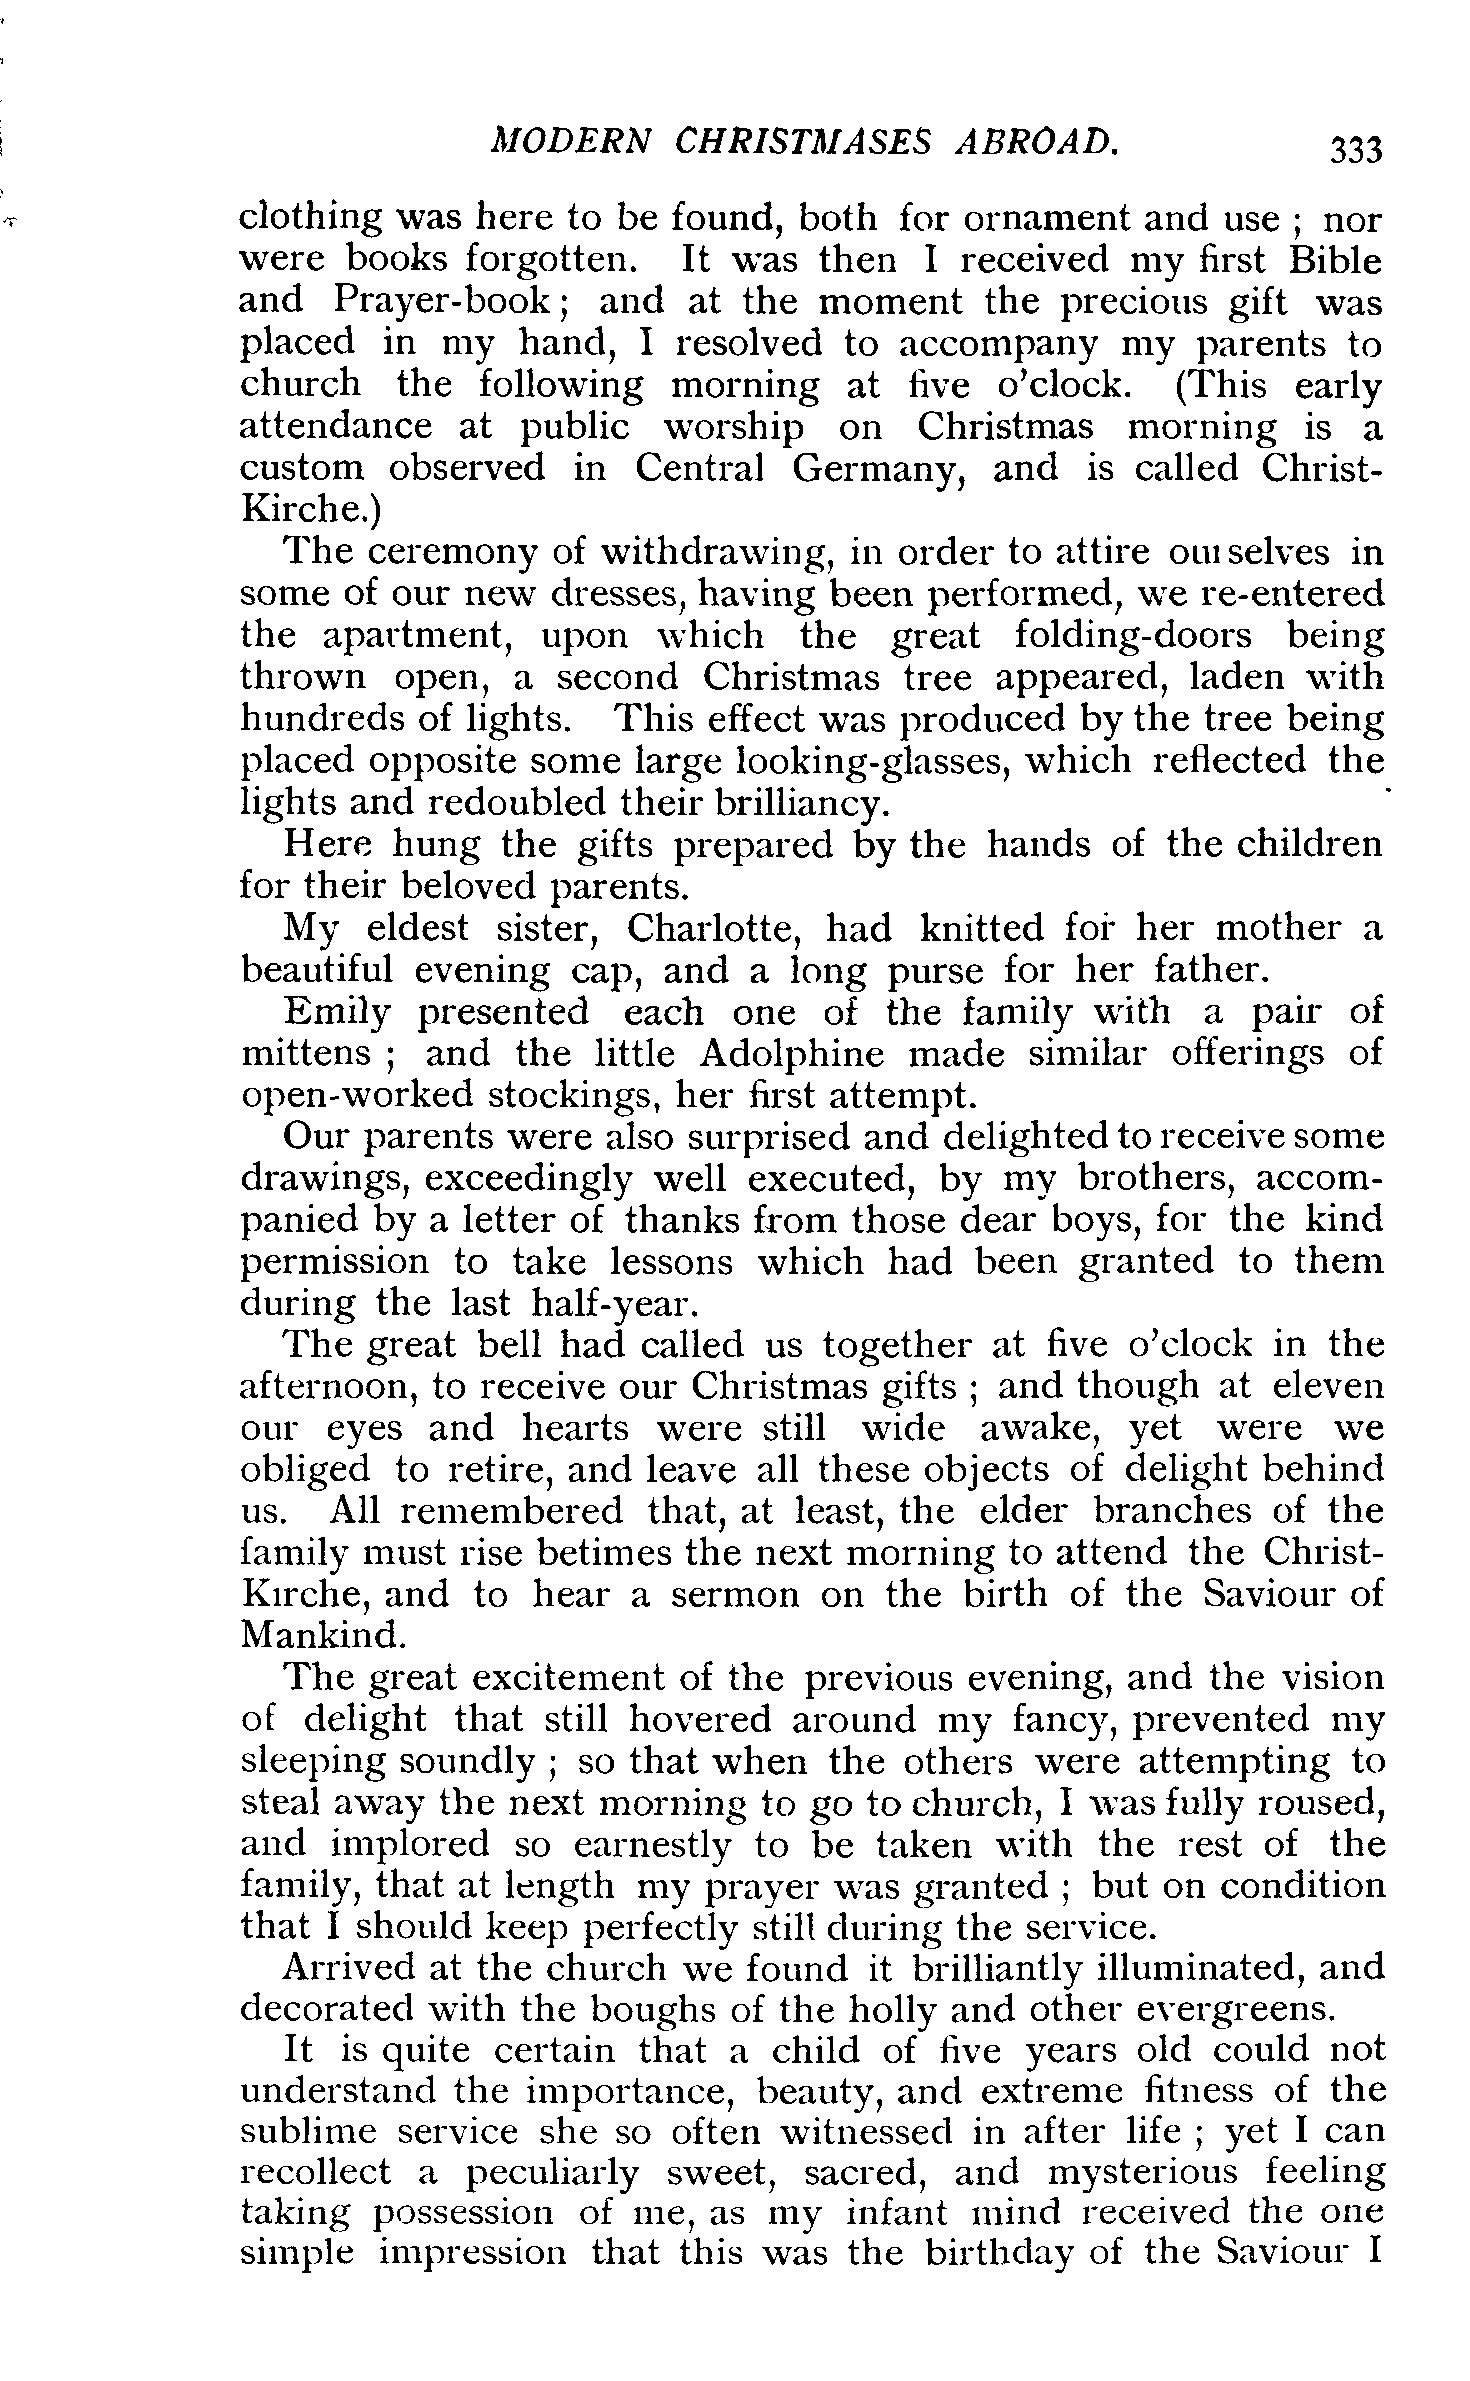 MODERN CHRISTMASES ABROAD. 333
clothing was here to be found, both for ornament and use ; nor
were books forgotten. It was then I received my first Bible
and Prayer-book ; and at the moment the precious gift was
placed in my hand, I resolved to accompany my parents to
church the following morning at five o'clock. (This early
attendance at public worship on Christmas morning is a
custom observed in Central Germany, and is called Christ-
Kirche.)
The ceremony of withdrawing, in order to attire ourselves in
some of our new dresses, having been performed, we re-entered
the apartment, upon which the great folding-doors being
thrown open, a second Christmas tree appeared, laden with
hundreds of lights. This effect was produced by the tree being
placed opposite some large looking-glasses, which reflected the
lights and redoubled their brilliancy.
Here hung the gifts prepared by the hands of the children
for their beloved parents.
My eldest sister, Charlotte, had knitted for her mother a
beautiful evening cap, and a long purse for her father.
Emily presented each one of the family with a pair of
mittens ; and the little Adolphine made similar offerings of
open-worked stockings, her first attempt.
Our parents were also surprised and delighted to receive some
drawings, exceedingly well executed, by my brothers, accom-
panied by a letter of thanks from those dear boys, for the kind
permission to take lessons which had been granted to them
during the last half-year.
The great bell had called us together at five o'clock in the
afternoon, to receive our Christmas gifts ; and though at eleven
our eyes and hearts were still wide awake, yet were we
obliged to retire, and leave all these objects of delight behind
us. All remembered that, at least, the elder branches of the
family must rise betimes the next morning to attend the Christ-
Kirche, and to hear a sermon on the birth of the Saviour of
Mankind.
The great excitement of the previous evening, and the vision
of delight that still hovered around my fancy, prevented my
sleeping soundly ; so that when the others were attempting to
steal away the next morning to go to church, I was fully roused,
and implored so earnestly to be taken with the rest of the
family, that at length my prayer was granted ; but on condition
that I should keep perfectly still during the service.
Arrived at the church we found it brilliantly illuminated, and
decorated with the boughs of the holly and other evergreens.
It is quite certain that a child of five years old could not
understand the importance, beauty, and extreme fitness of the
sublime service she so often witnessed in after life ; yet I can
recollect a peculiarly sweet, sacred, and mysterious feeling
taking possession of me, as my infant mind received the one
simple impression that this was the birthday of the Saviour I